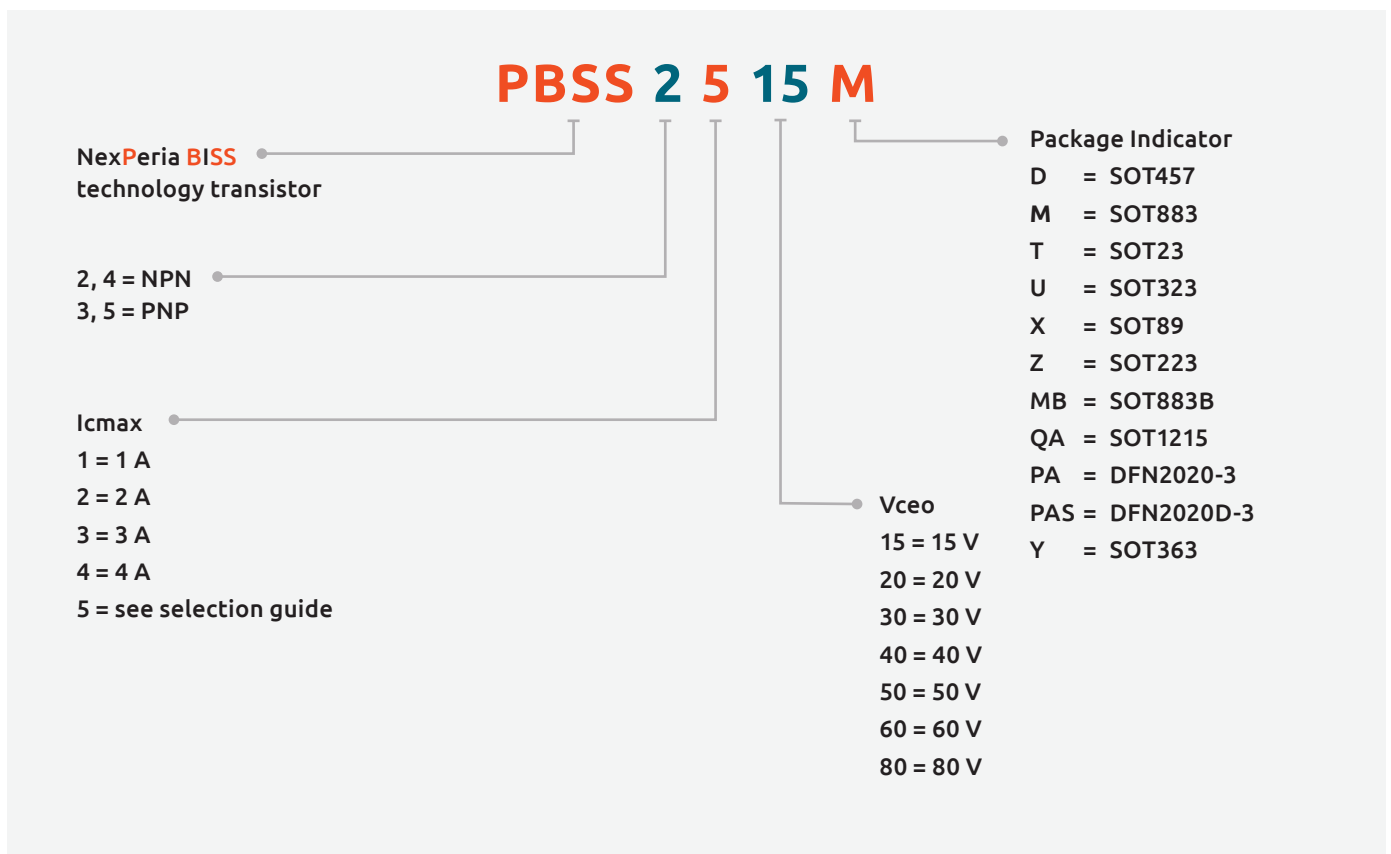 PBSS 2 5 15 M
NexPeria BISS
technology transistor
2, 4 = NPN
3, 5 = PNP
Icmax
1 = 1 A
2 = 2 A
3 = 3 A
4 = 4 A
5 = see selection guide
Vceo
15 = 15 V
20 = 20 V
30 = 30 V
40 = 40 V
50 = 50 V
60 = 60 V
80 = 80 V
Package Indicator
D = SOT457
M = SOT883
T = SOT23
U = SOT323
X = SOT89
Z = SOT223
MB = SOT883B
QA = SOT1215
PA = DFN2020-3
PAS = DFN2020D-3
Y = SOT363